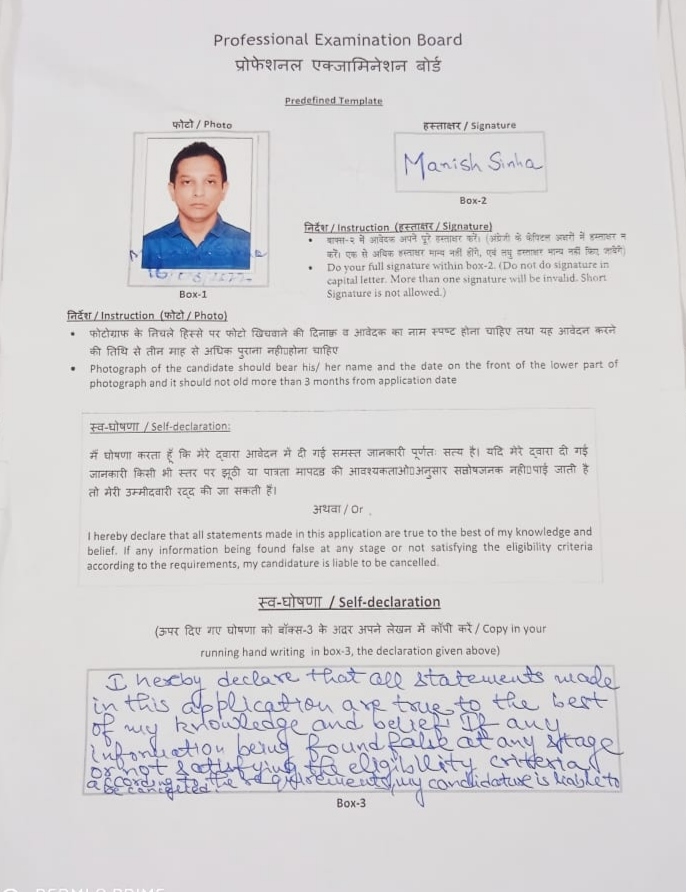 Professional Examination Board
प्रोफेशनल एक्जामिनेशन बोर्ड
Predefined Template
फोटो / Photo
हस्ताक्षर / Signature
Manish Sinha
Box-2
Box-1
निर्देश / Instruction (हस्ताक्षर / Signature)
• बाक्स-२ में आवेदक अपने पूरे हस्ताक्षर करें। (अंग्रेजी के केपिटल अक्षरों में हस्ताक्षर न
करें। एक से अधिक हस्ताक्षर मान्य नही होंगे, एवं लघु हस्ताक्षर मान्य नहीं किए जावेंगे)
• Do your full signature within box-2. (Do not do signature in
capital letter. More than one signature will be invalid. Short
Signature is not allowed.)
निर्देश / Instruction (फोटो / Photo)
• फोटोग्राफ के निचले हिस्से पर फोटो खिचवाने की दिनाक व आवेदक का नाम स्पष्ट होना चाहिए तथा यह आवेदन करने
की तिथि से तीन माह से अधिक पुराना नही होना चाहिए
• Photograph of the candidate should bear his/ her name and the date on the front of the lower part of
photograph and it should not old more than 3 months from application date
स्व-घोषणा / Self-declaration:
मैं घोषणा करता हूँ कि मेरे द्वारा आवेदन में दी गई समस्त जानकारी पूर्णतः सत्य है। यदि मेरे द्वारा दी गई
जानकारी किसी भी स्तर पर झूठी या पात्रता मापदड की आवश्यकताओ अनुसार सतोषजनक नही पाई जाती है
तो मेरी उम्मीदवारी रद्द की जा सकती हैं।
अथवा / Or
I hereby declare that all statements made in this application are true to the best of my knowledge and
belief. If any information being found false at any stage or not satisfying the eligibility criteria
according to the requirements, my candidature is liable to be cancelled.
स्व-घोषणा / Self-declaration
(ऊपर दिए गए घोषणा को बॉक्स-3 के अदर अपने लेखन में कॉपी करें / Copy in your
running hand writing in box-3, the declaration given above)
I hereby declare that all statements made
in this application are true to the best
of my knowledge and belief. If any
information being found false at any stage
or not satisfying the eligibility criteria
according to the requirements, my candidature is liable to
be cancelled.
Box-3